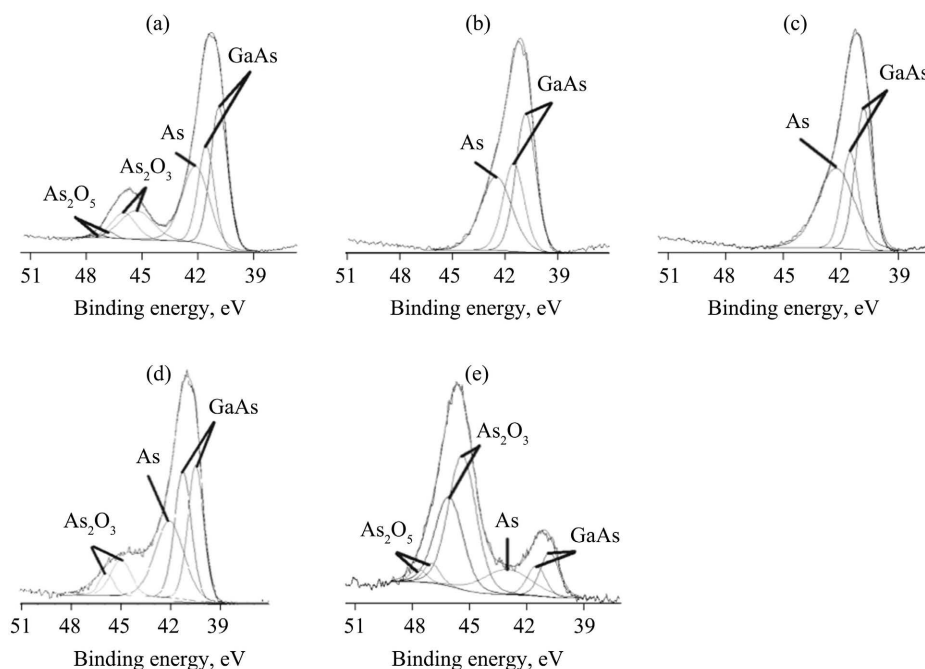 (a)
GaAs
As
As₂O₃
As₂O₅
51 48 45 42 39
Binding energy, eV
(b)
GaAs
As
51 48 45 42 39
Binding energy, eV
(c)
GaAs
As
51 48 45 42 39
Binding energy, eV
(d)
GaAs
As
As₂O₃
51 48 45 42 39
Binding energy, eV
(e)
As₂O₃
As₂O₅
As
GaAs
51 48 45 42 39
Binding energy, eV